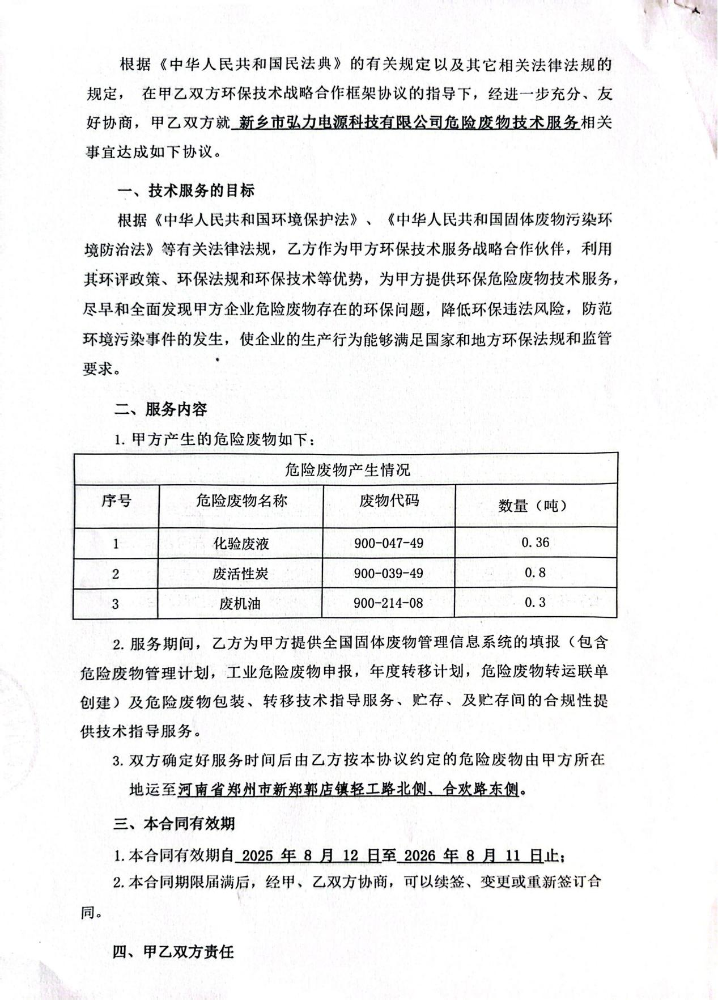 根据《中华人民共和国民法典》的有关规定以及其它相关法律法规的
规定， 在甲乙双方环保技术战略合作框架协议的指导下，经进一步充分、友
好协商，甲乙双方就 新乡市弘力电源科技有限公司危险废物技术服务相关
事宜达成如下协议。
一、技术服务的目标
根据《中华人民共和国环境保护法》、《中华人民共和国固体废物污染环
境防治法》等有关法律法规，乙方作为甲方环保技术服务战略合作伙伴，利用
其环评政策、环保法规和环保技术等优势，为甲方提供环保危险废物技术服务，
尽早和全面发现甲方企业危险废物存在的环保问题，降低环保违法风险，防范
环境污染事件的发生，使企业的生产行为能够满足国家和地方环保法规和监管
要求。
二、服务内容
1. 甲方产生的危险废物如下：
危险废物产生情况
序号 危险废物名称 废物代码 数量（吨）
1 化验废液 900-047-49 0.36
2 废活性炭 900-039-49 0.8
3 废机油 900-214-08 0.3
2. 服务期间，乙方为甲方提供全国固体废物管理信息系统的填报（包含
危险废物管理计划，工业危险废物申报，年度转移计划，危险废物转运联单
创建）及危险废物包装、转移技术指导服务、贮存、及贮存间的合规性提
供技术指导服务。
3. 双方确定好服务时间后由乙方按本协议约定的危险废物由甲方所在
地运至河南省郑州市新郑郭店镇轻工路北侧、合欢路东侧。
三、本合同有效期
1. 本合同有效期自 2025 年 8 月 12 日至 2026 年 8 月 11 日止；
2. 本合同期限届满后，经甲、乙双方协商，可以续签、变更或重新签订合
同。
四、甲乙双方责任